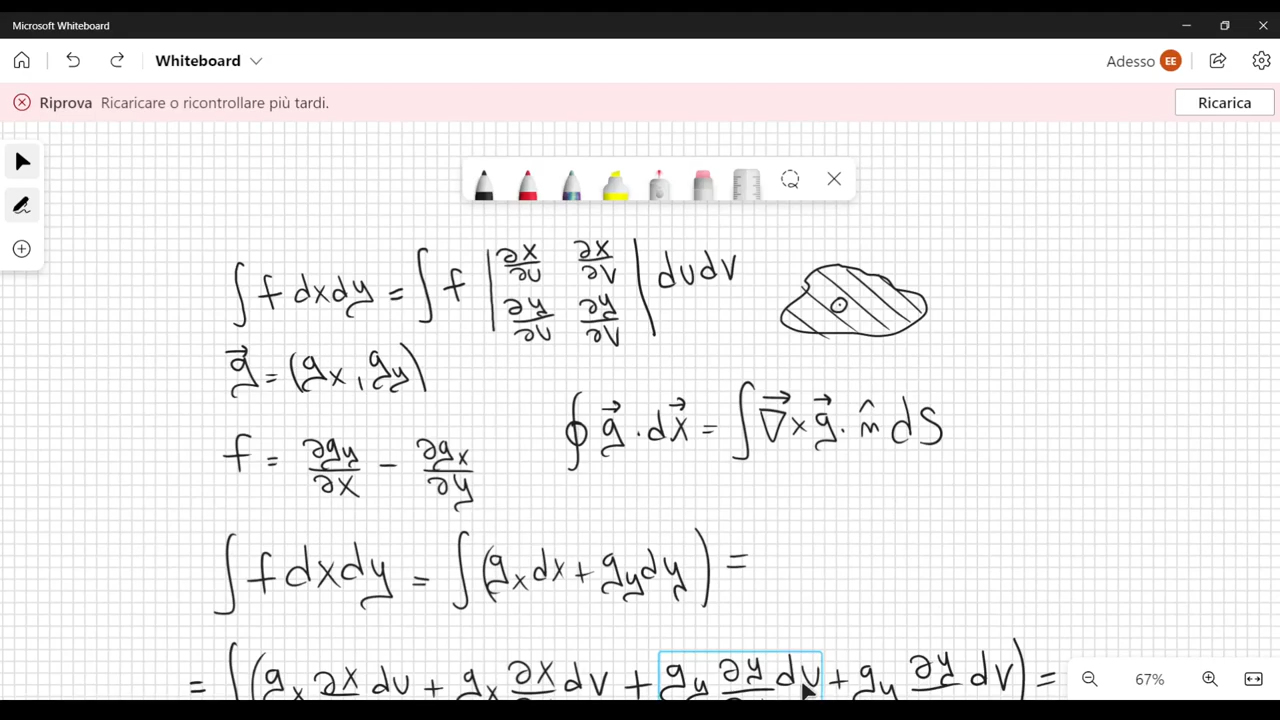 Microsoft Whiteboard
Whiteboard
Adesso EE
Riprova Ricaricare o ricontrollare più tardi.
Ricarica
∫ f dxdy = ∫ f | ∂x/∂u ∂x/∂v ; ∂y/∂u ∂y/∂v | dudv
g⃗ = (gx, gy)
∮ g⃗ · dx⃗ = ∫ ∇⃗ × g⃗ · n̂ dS
f = ∂gy/∂x − ∂gx/∂y
∫ f dxdy = ∫ (gx dx + gy dy) =
= ∫ (gx ∂x du + gx ∂x dv + gy ∂y du + gy ∂y dv) =
67%